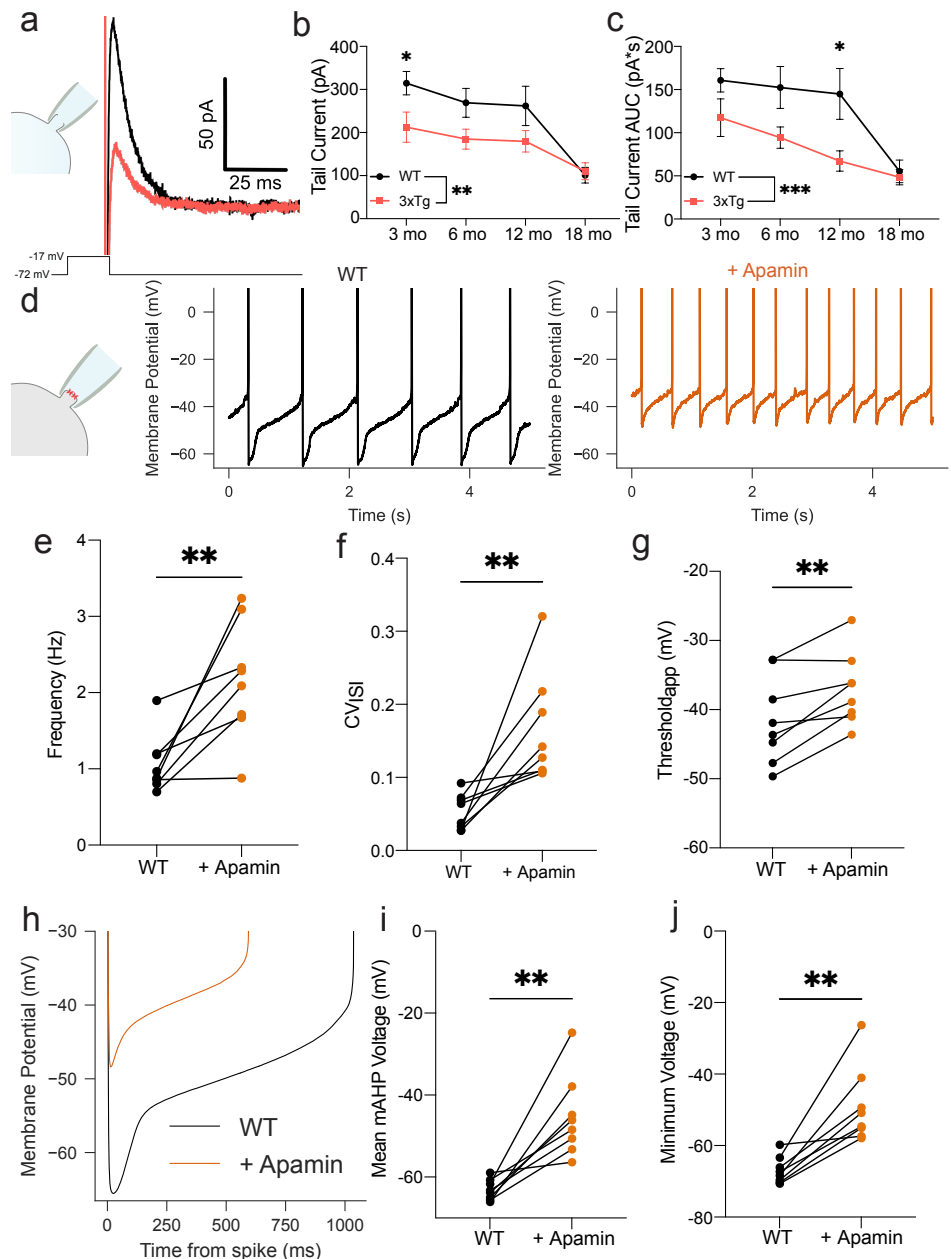 a
50 pA
25 ms
-17 mV
-72 mV
b
*
Tail Current (pA)
400
300
200
100
0
WT
3xTg
**
3 mo 6 mo 12 mo 18 mo
c
*
Tail Current AUC (pA*s)
200
150
100
50
0
WT
3xTg
***
3 mo 6 mo 12 mo 18 mo
d
WT
Membrane Potential (mV)
0
−20
−40
−60
0 2 4
Time (s)
+ Apamin
Membrane Potential (mV)
0
−20
−40
−60
0 2 4
Time (s)
e
**
Frequency (Hz)
4
3
2
1
0
WT + Apamin
f
**
CVISI
0.4
0.3
0.2
0.1
0.0
WT + Apamin
g
**
Thresholdapp (mV)
-20
-30
-40
-50
-60
WT + Apamin
h
Membrane Potential (mV)
−30
−40
−50
−60
WT
+ Apamin
0 250 500 750 1000
Time from spike (ms)
i
**
Mean mAHP Voltage (mV)
0
-20
-40
-60
WT + Apamin
j
**
Minimum Voltage (mV)
0
-20
-40
-60
-80
WT + Apamin